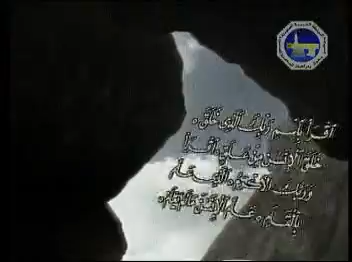 اقرأ باسم ربك الذي خلق ۝
خلق الإنسان من علق ۝ اقرأ
وربك الأكرم ۝ الذي علم
بالقلم ۝ علم الإنسان ما لم يعلم ۝